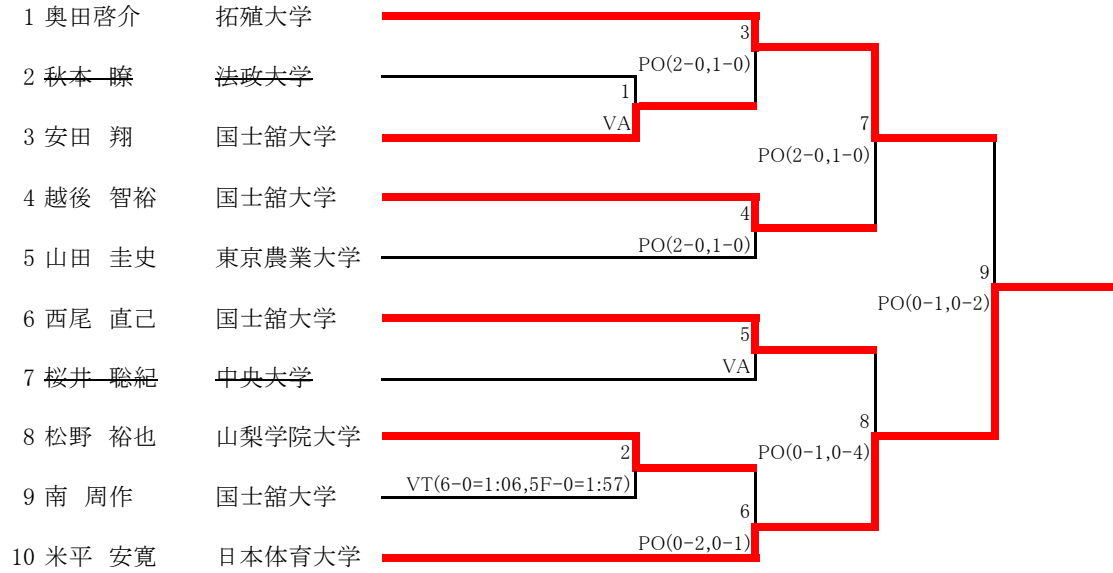 1 奥田啓介 拓殖大学
3
PO(2-0,1-0)
2 秋本 瞭 法政大学
1
VA
7
3 安田 翔 国士舘大学
PO(2-0,1-0)
4 越後 智裕 国士舘大学
4
PO(2-0,1-0)
5 山田 圭史 東京農業大学
9
PO(0-1,0-2)
6 西尾 直己 国士舘大学
5
VA
7 桜井 聡紀 中央大学
8
8 松野 裕也 山梨学院大学
2
PO(0-1,0-4)
VT(6-0=1:06,5F-0=1:57)
9 南 周作 国士舘大学
6
PO(0-2,0-1)
10 米平 安寛 日本体育大学